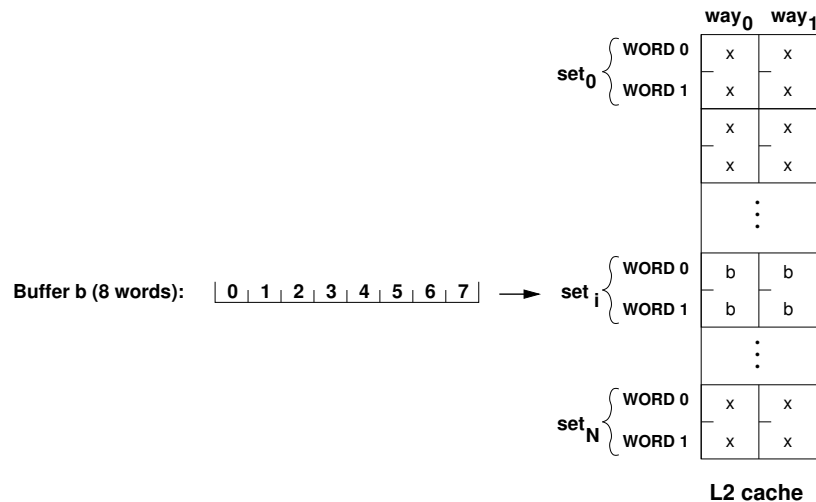 way0 way1
WORD 0 x x
set0
WORD 1 x x
x x
x x
WORD 0 b b
Buffer b (8 words): 0 1 2 3 4 5 6 7 set i
WORD 1 b b
WORD 0 x x
setN
WORD 1 x x
L2 cache